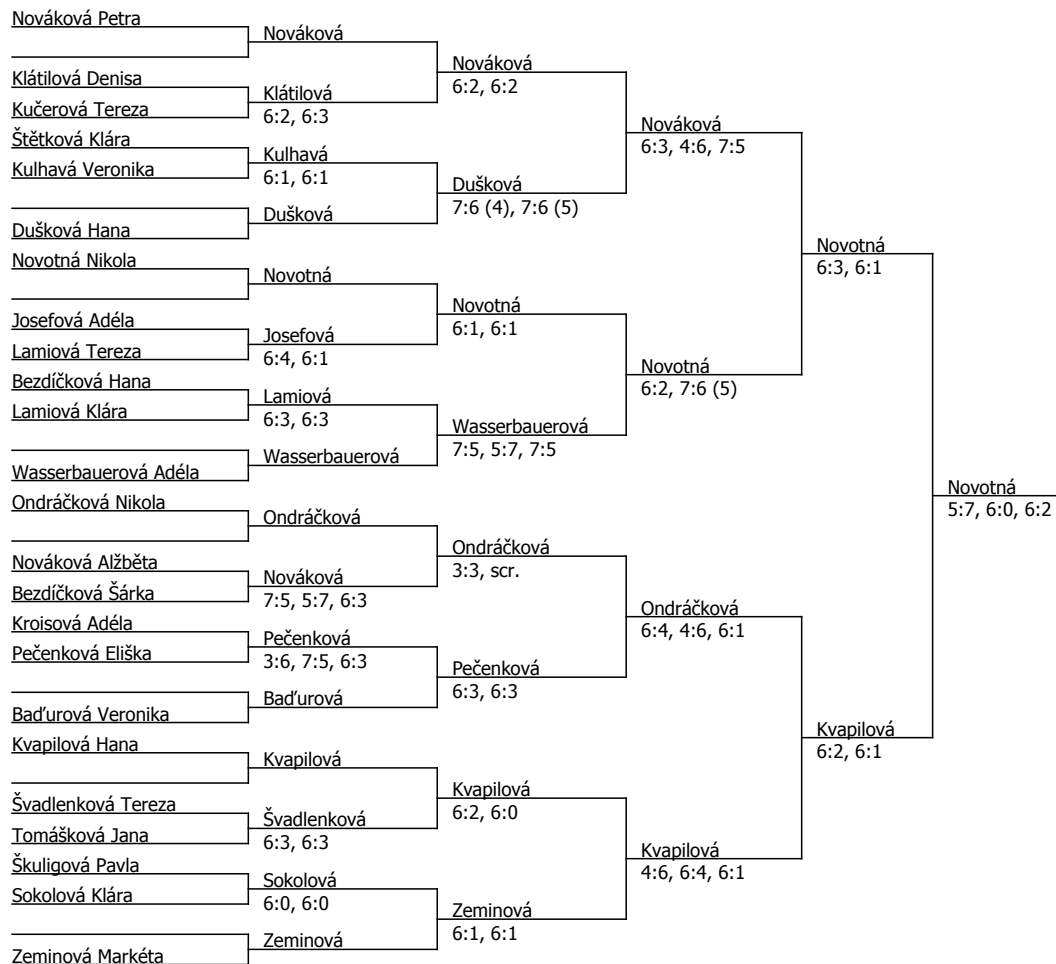 Nováková Petra
Klátilová Denisa
Kučerová Tereza
Štětková Klára
Kulhavá Veronika
Dušková Hana
Novotná Nikola
Josefová Adéla
Lamiová Tereza
Bezdíčková Hana
Lamiová Klára
Wasserbauerová Adéla
Ondráčková Nikola
Nováková Alžběta
Bezdíčková Šárka
Kroisová Adéla
Pečenková Eliška
Baďurová Veronika
Kvapilová Hana
Švadlenková Tereza
Tomášková Jana
Škuligová Pavla
Sokolová Klára
Zeminová Markéta
Nováková
Klátilová
6:2, 6:3
Kulhavá
6:1, 6:1
Dušková
Novotná
Josefová
6:4, 6:1
Lamiová
6:3, 6:3
Wasserbauerová
Ondráčková
Nováková
7:5, 5:7, 6:3
Pečenková
3:6, 7:5, 6:3
Baďurová
Kvapilová
Švadlenková
6:3, 6:3
Sokolová
6:0, 6:0
Zeminová
Nováková
6:2, 6:2
Dušková
7:6 (4), 7:6 (5)
Novotná
6:1, 6:1
Wasserbauerová
7:5, 5:7, 7:5
Ondráčková
3:3, scr.
Pečenková
6:3, 6:3
Kvapilová
6:2, 6:0
Zeminová
6:1, 6:1
Nováková
6:3, 4:6, 7:5
Novotná
6:2, 7:6 (5)
Ondráčková
6:4, 4:6, 6:1
Kvapilová
4:6, 6:4, 6:1
Novotná
6:3, 6:1
Kvapilová
6:2, 6:1
Novotná
5:7, 6:0, 6:2